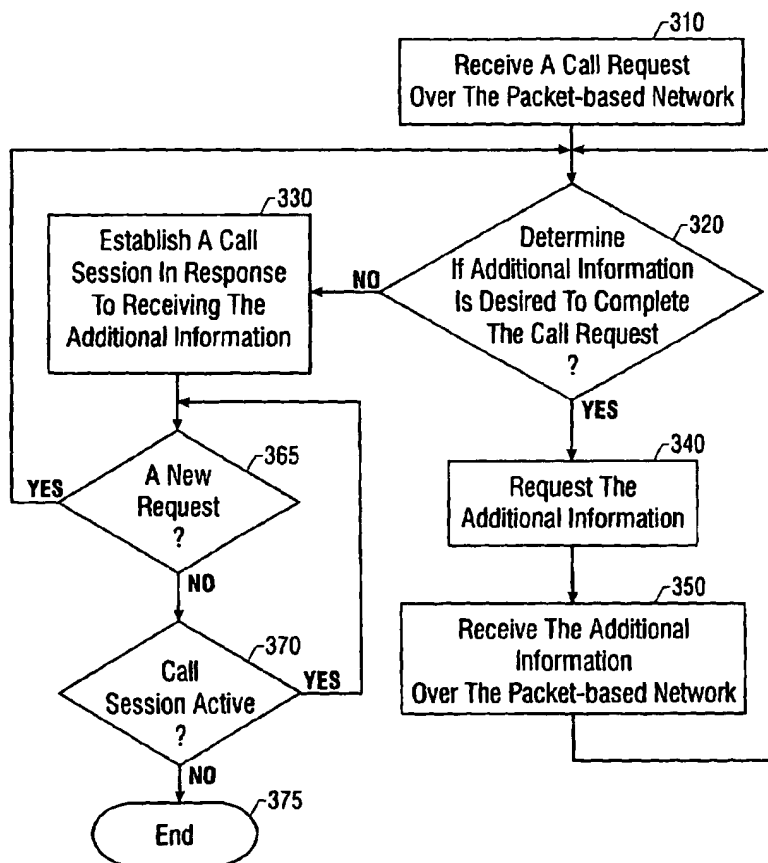 310
Receive A Call Request
Over The Packet-based Network
330
Establish A Call
Session In Response
To Receiving The
Additional Information
320
Determine
If Additional Information
Is Desired To Complete
The Call Request
?
NO
YES
365
A New
Request
?
YES
NO
340
Request The
Additional Information
350
Receive The Additional
Information
Over The Packet-based Network
370
Call
Session Active
?
YES
NO
375
End